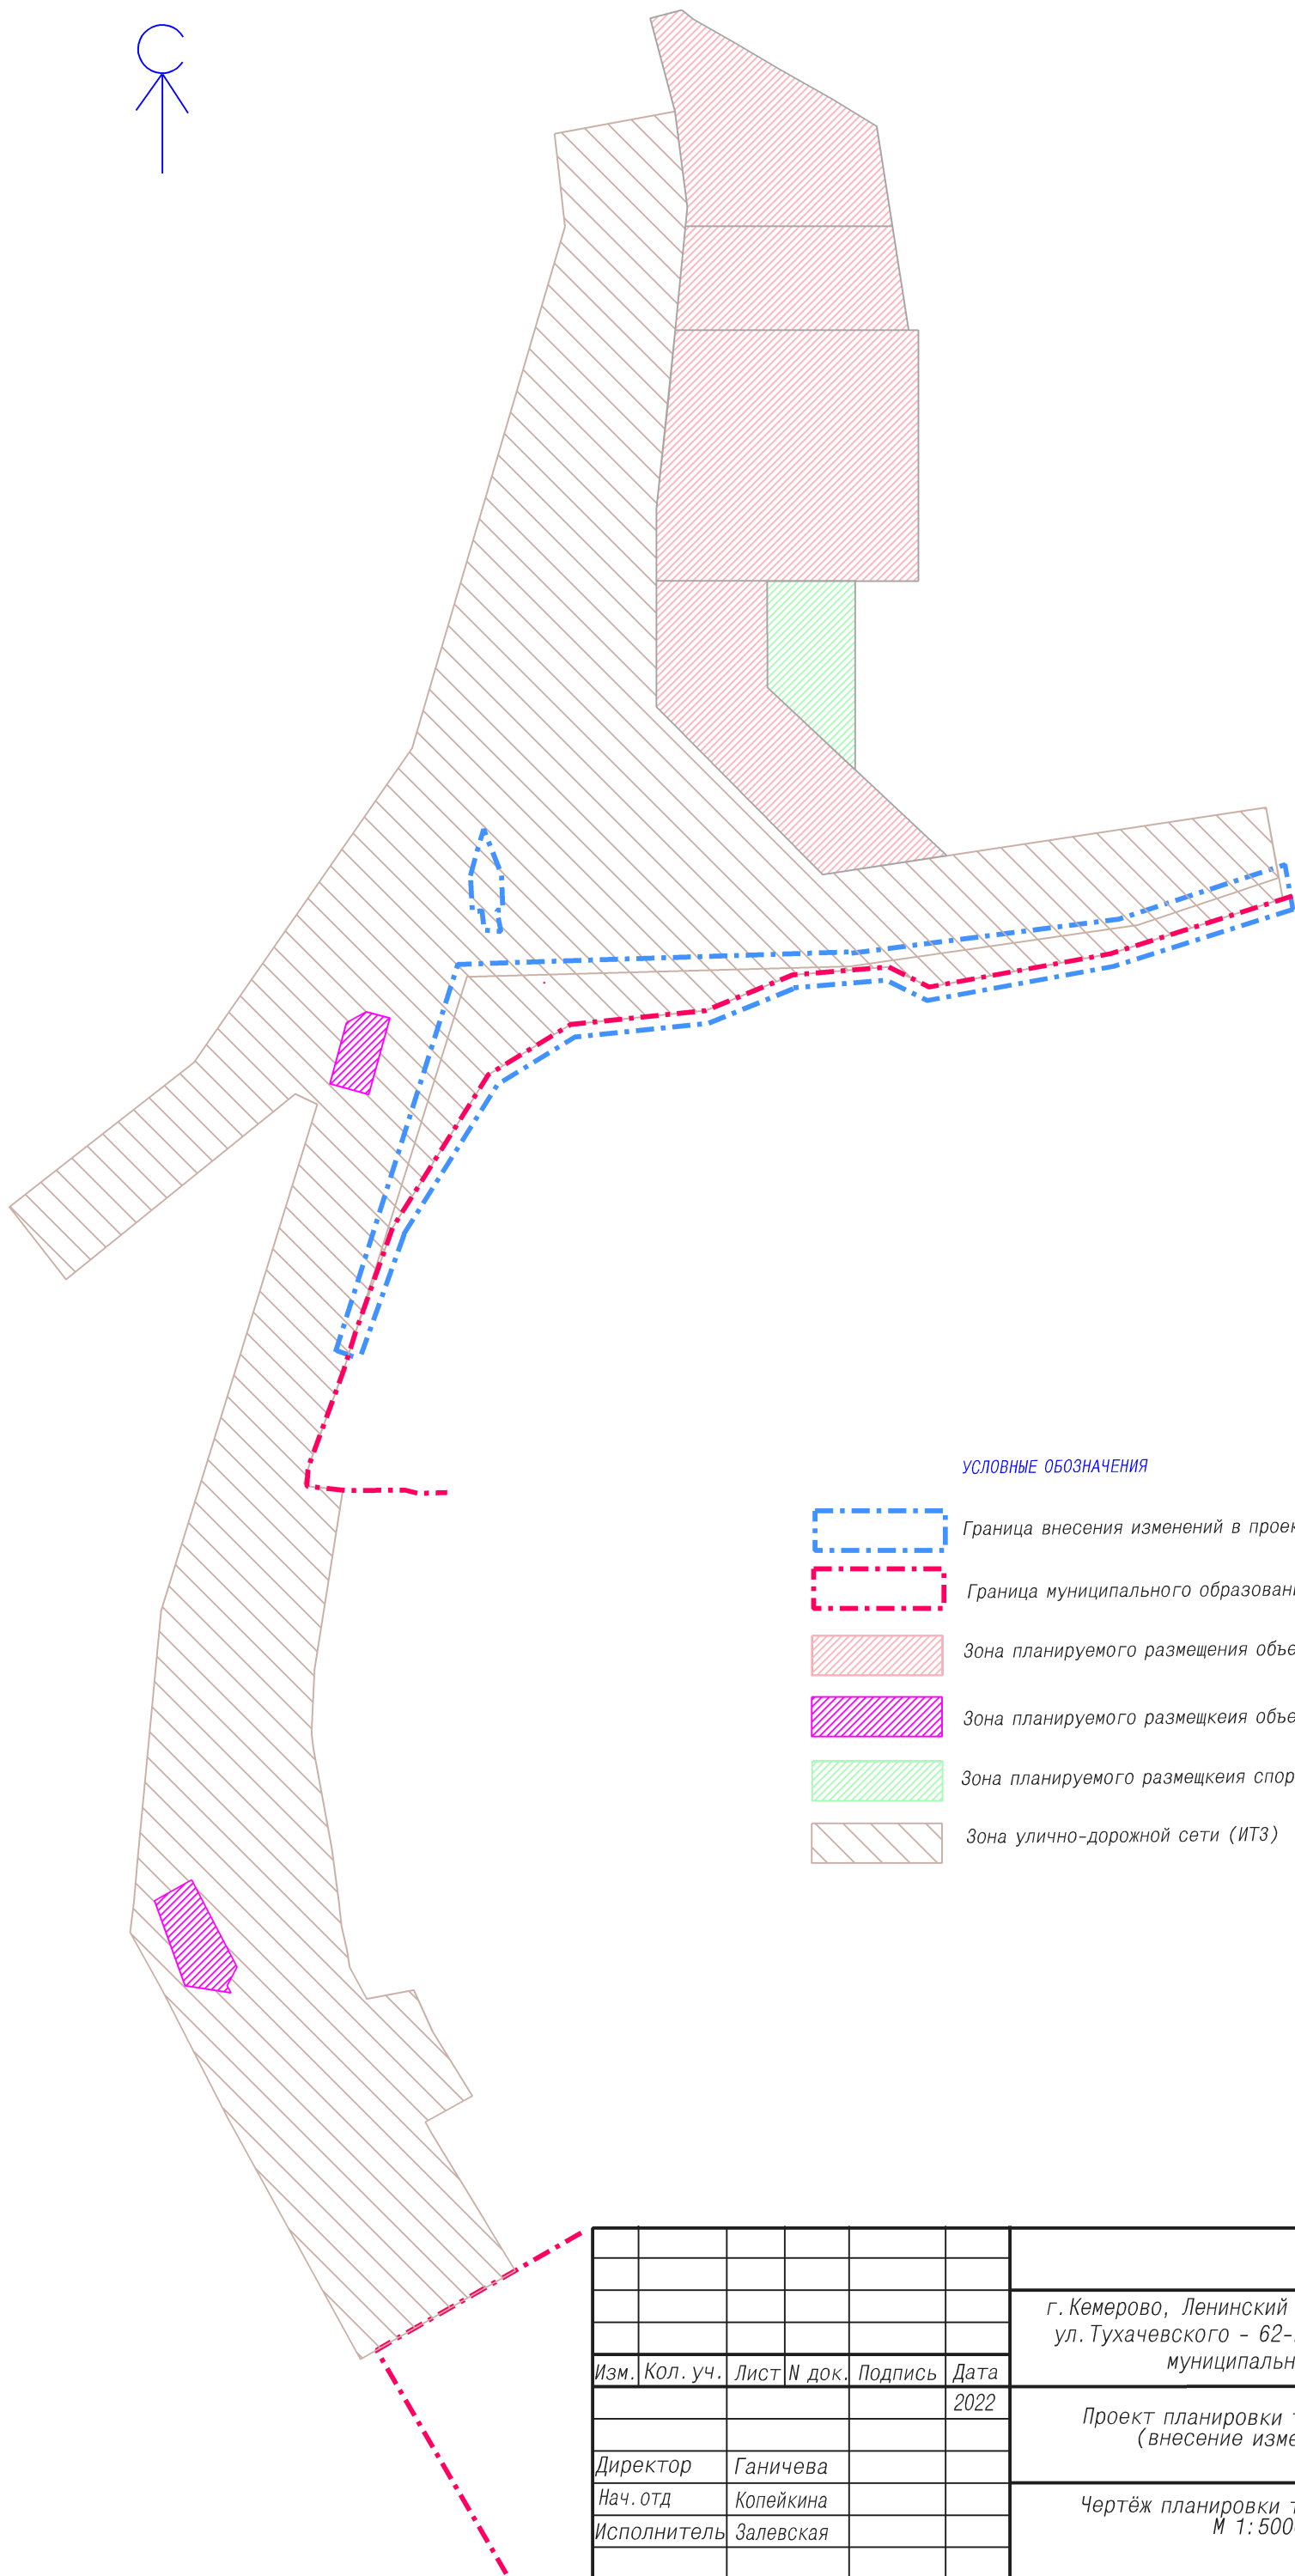 С
УСЛОВНЫЕ ОБОЗНАЧЕНИЯ
Граница внесения изменений в проек
Граница муниципального образован
Зона планируемого размещения объе
Зона планируемого размещкеия объе
Зона планируемого размещкеия спор
Зона улично-дорожной сети (ИТЗ)
г.Кемерово, Ленинский
ул.Тухачевского - 62-
муниципальн
Изм. Кол.уч. Лист N док. Подпись Дата
2022
Проект планировки т
(внесение изме
Директор Ганичева
Нач.отд Копейкина
Исполнитель Залевская
Чертёж планировки т
М 1:500